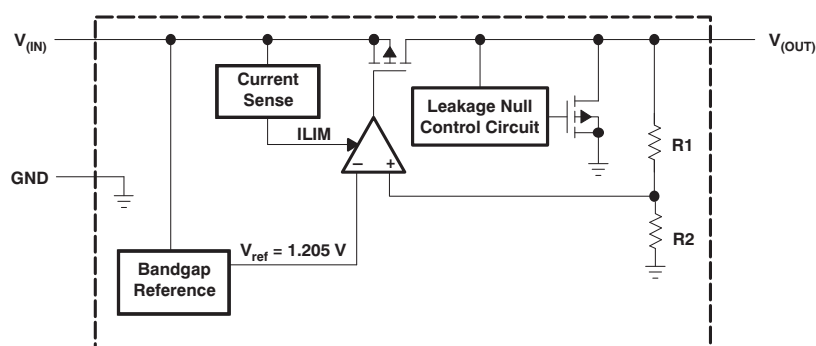 V(IN)
V(OUT)
Current
Sense
Leakage Null
Control Circuit
ILIM
R1
– +
GND
R2
Vref = 1.205 V
Bandgap
Reference